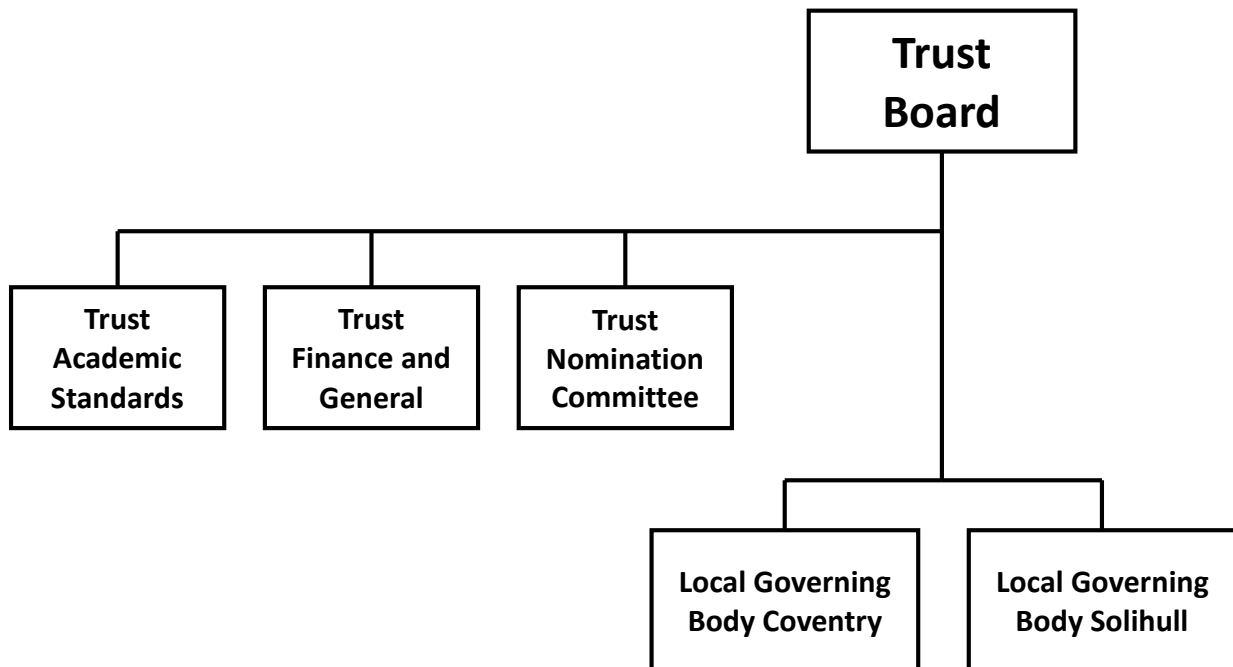 Trust
Board
Trust
Academic
Standards
Trust
Finance and
General
Trust
Nomination
Committee
Local Governing
Body Coventry
Local Governing
Body Solihull